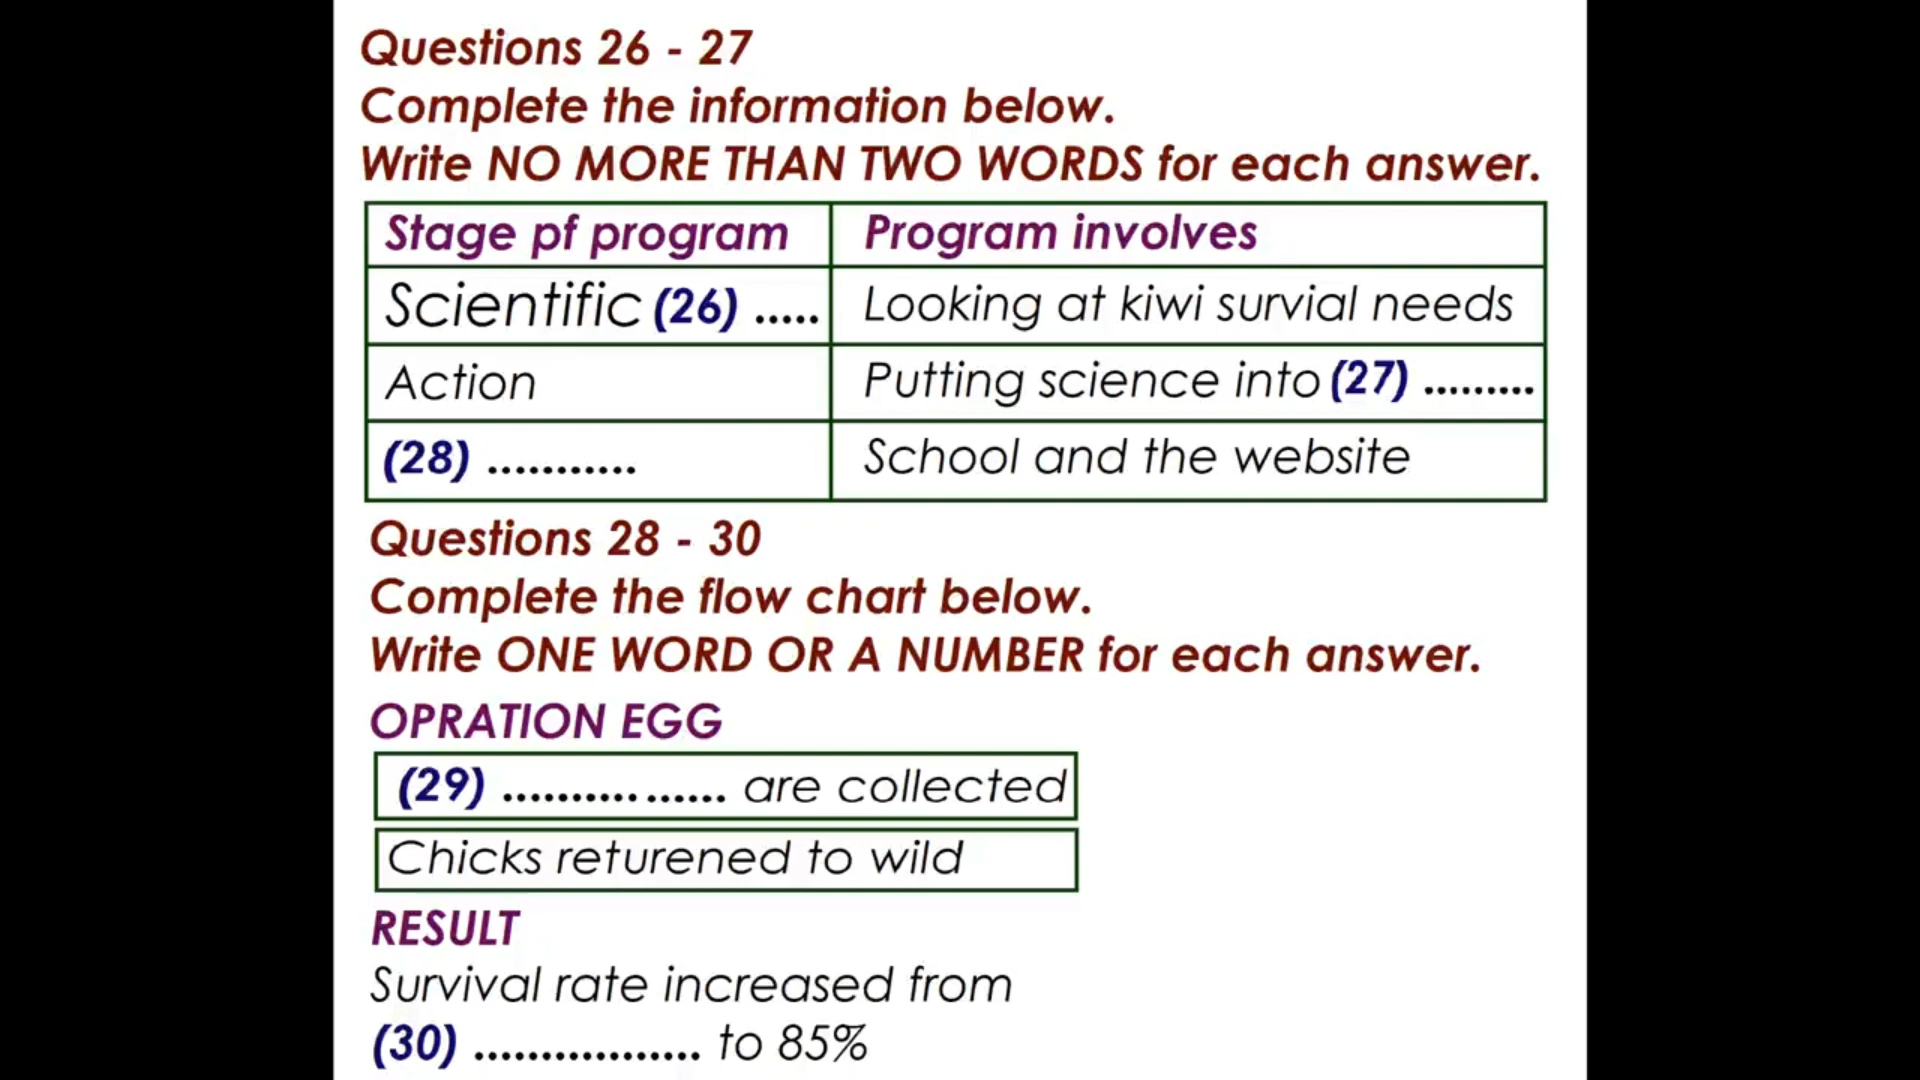 Questions 26 - 27
Complete the information below.
Write NO MORE THAN TWO WORDS for each answer.
Stage pf program
Program involves
Scientific (26) .....
Looking at kiwi survial needs
Action
Putting science into (27) .........
(28) ...........
School and the website
Questions 28 - 30
Complete the flow chart below.
Write ONE WORD OR A NUMBER for each answer.
OPRATION EGG
(29) ................ are collected
Chicks returened to wild
RESULT
Survival rate increased from
(30) ................. to 85%